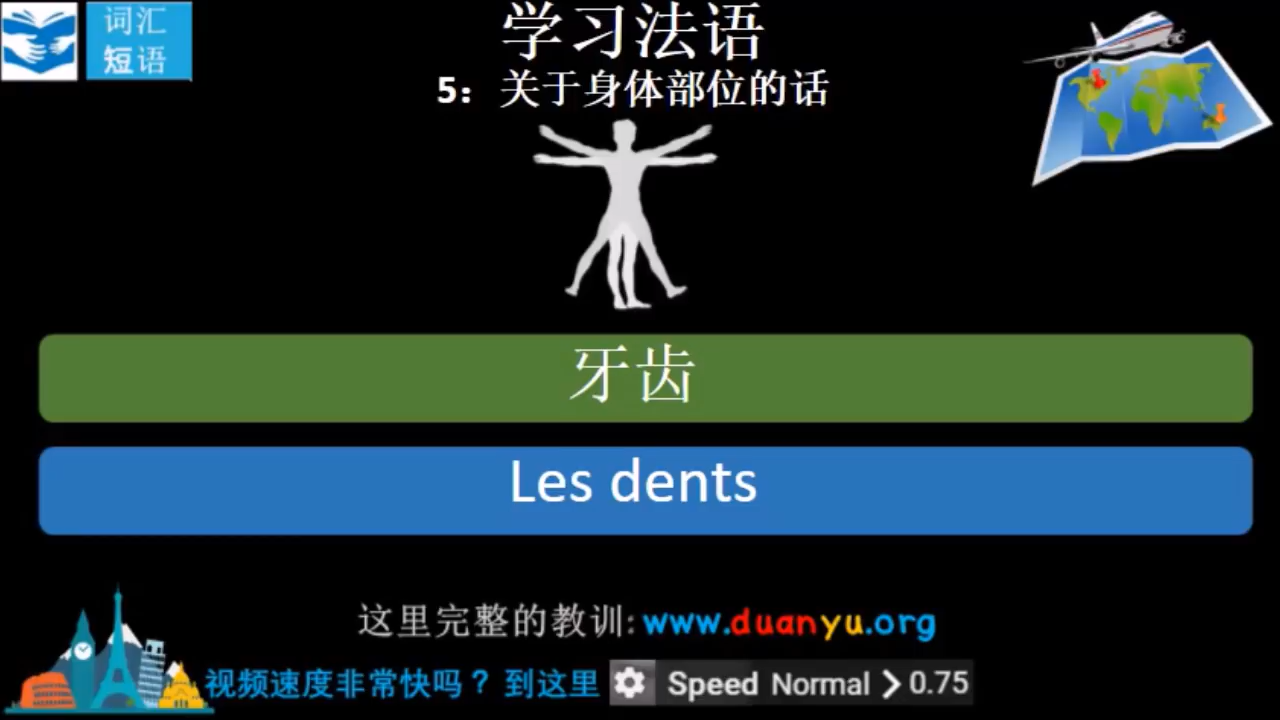 词汇
短语
学习法语
5：关于身体部位的话
牙齿
Les dents
这里完整的教训: www.duanyu.org
视频速度非常快吗？ 到这里 Speed Normal > 0.75